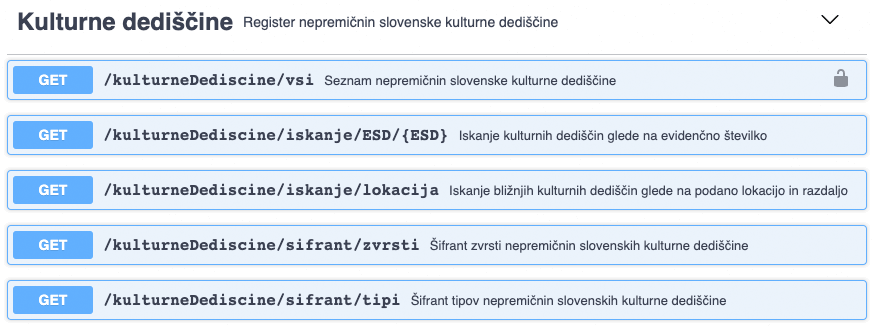 Kulturne dediščine Register nepremičnin slovenske kulturne dediščine
GET /kulturneDediscine/vsi Seznam nepremičnin slovenske kulturne dediščine
GET /kulturneDediscine/iskanje/ESD/{ESD} Iskanje kulturnih dediščin glede na evidenčno številko
GET /kulturneDediscine/iskanje/lokacija Iskanje bližnjih kulturnih dediščin glede na podano lokacijo in razdaljo
GET /kulturneDediscine/sifrant/zvrsti Šifrant zvrsti nepremičnin slovenskih kulturne dediščine
GET /kulturneDediscine/sifrant/tipi Šifrant tipov nepremičnin slovenskih kulturne dediščine